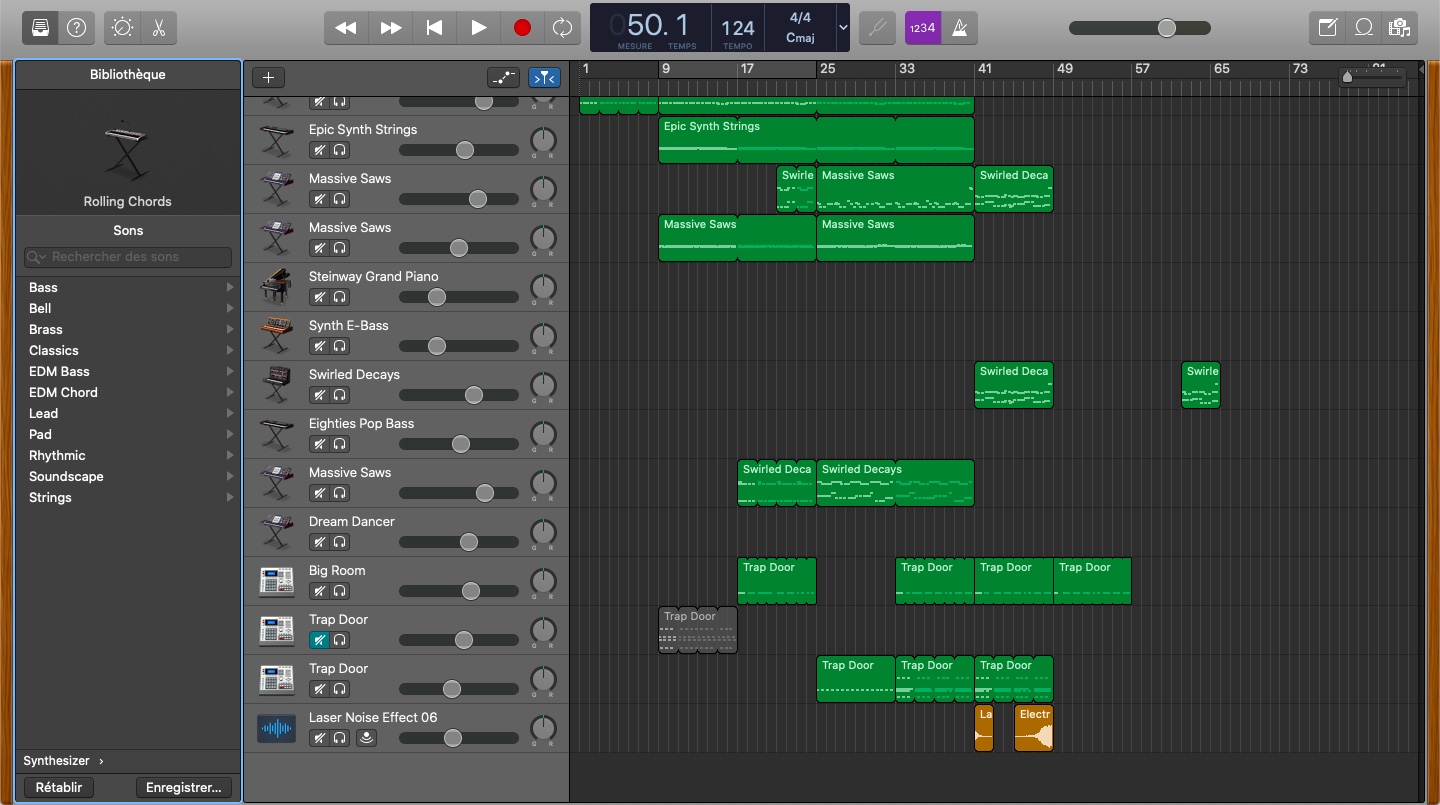 50. 1
MESURE TEMPS
124
TEMPO
4/4
Cmaj
1234
Bibliothèque
Rolling Chords
Sons
Rechercher des sons
Bass
Bell
Brass
Classics
EDM Bass
EDM Chord
Lead
Pad
Rhythmic
Soundscape
Strings
Synthesizer
Rétablir Enregistrer...
1 9 17 25 33 41 49 57 65 73
G R
Epic Synth Strings
G R
Epic Synth Strings
Massive Saws
G R
Swirle Massive Saws Swirled Deca
Massive Saws
G R
Massive Saws Massive Saws
Steinway Grand Piano
G R
Synth E-Bass
G R
Swirled Decays
G R
Swirled Deca Swirle
Eighties Pop Bass
G R
Massive Saws
G R
Swirled Deca Swirled Decays
Dream Dancer
G R
Big Room
G R
Trap Door Trap Door Trap Door Trap Door
Trap Door
G R
Trap Door
Trap Door
G R
Trap Door Trap Door Trap Door
Laser Noise Effect 06
G R
La Electr